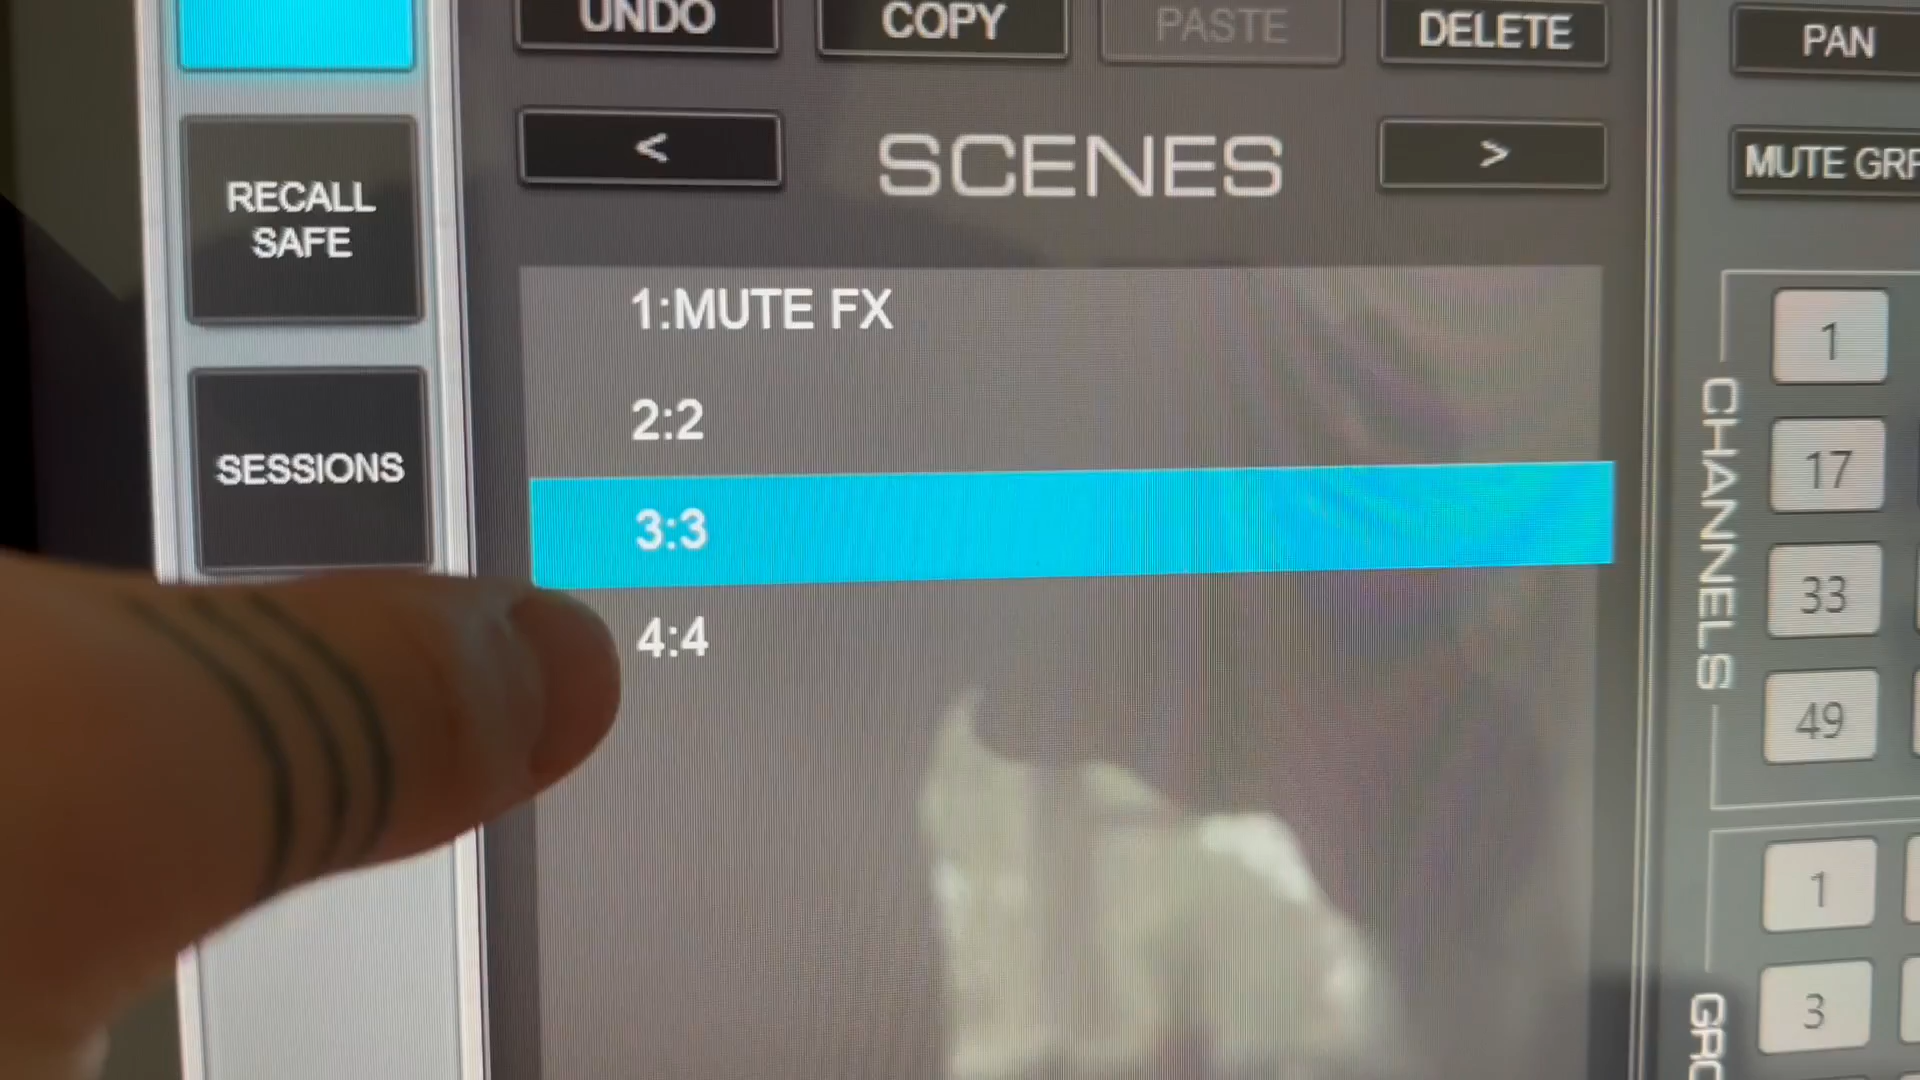 UNDO
COPY
PASTE
DELETE
PAN
<
SCENES
>
MUTE GRP
RECALL
SAFE
SESSIONS
1:MUTE FX
2:2
3:3
4:4
CHANNELS
1
17
33
49
1
3